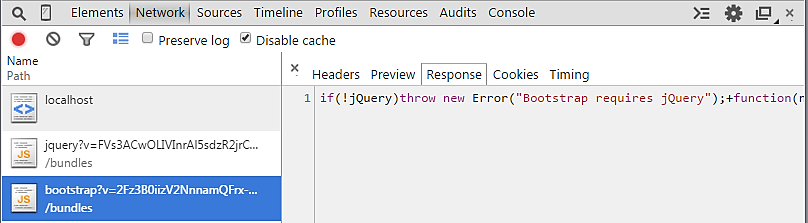 Elements Network Sources Timeline Profiles Resources Audits Console
Preserve log Disable cache
Name
Path
Headers Preview Response Cookies Timing
1 if(!jQuery)throw new Error("Bootstrap requires jQuery");+function(n
localhost
jquery?v=FVs3ACwOLIVInrAl5sdzR2jrC...
/bundles
bootstrap?v=2Fz3B0iizV2NnnamQFrx-...
/bundles